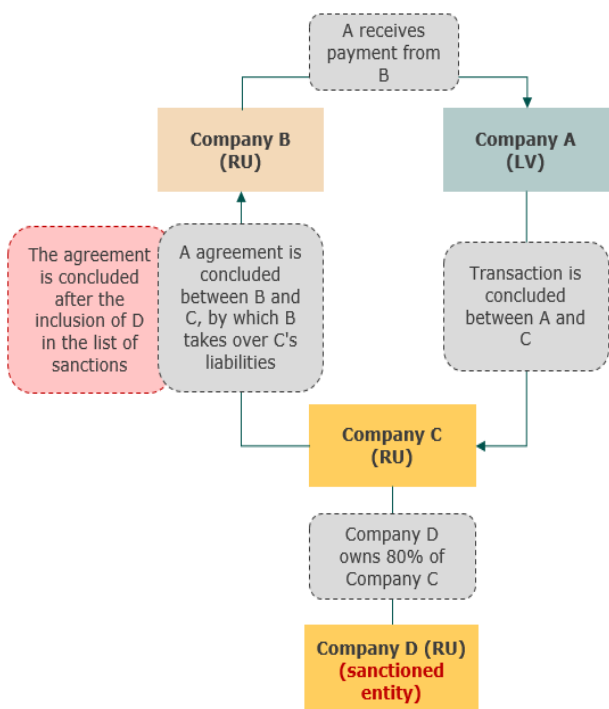 A receives
payment from
B
Company B
(RU)
Company A
(LV)
The agreement
is concluded
after the
inclusion of D
in the list of
sanctions
A agreement is
concluded
between B and
C, by which B
takes over C's
liabilities
Transaction is
concluded
between A and
C
Company C
(RU)
Company D
owns 80% of
Company C
Company D (RU)
(sanctioned
entity)